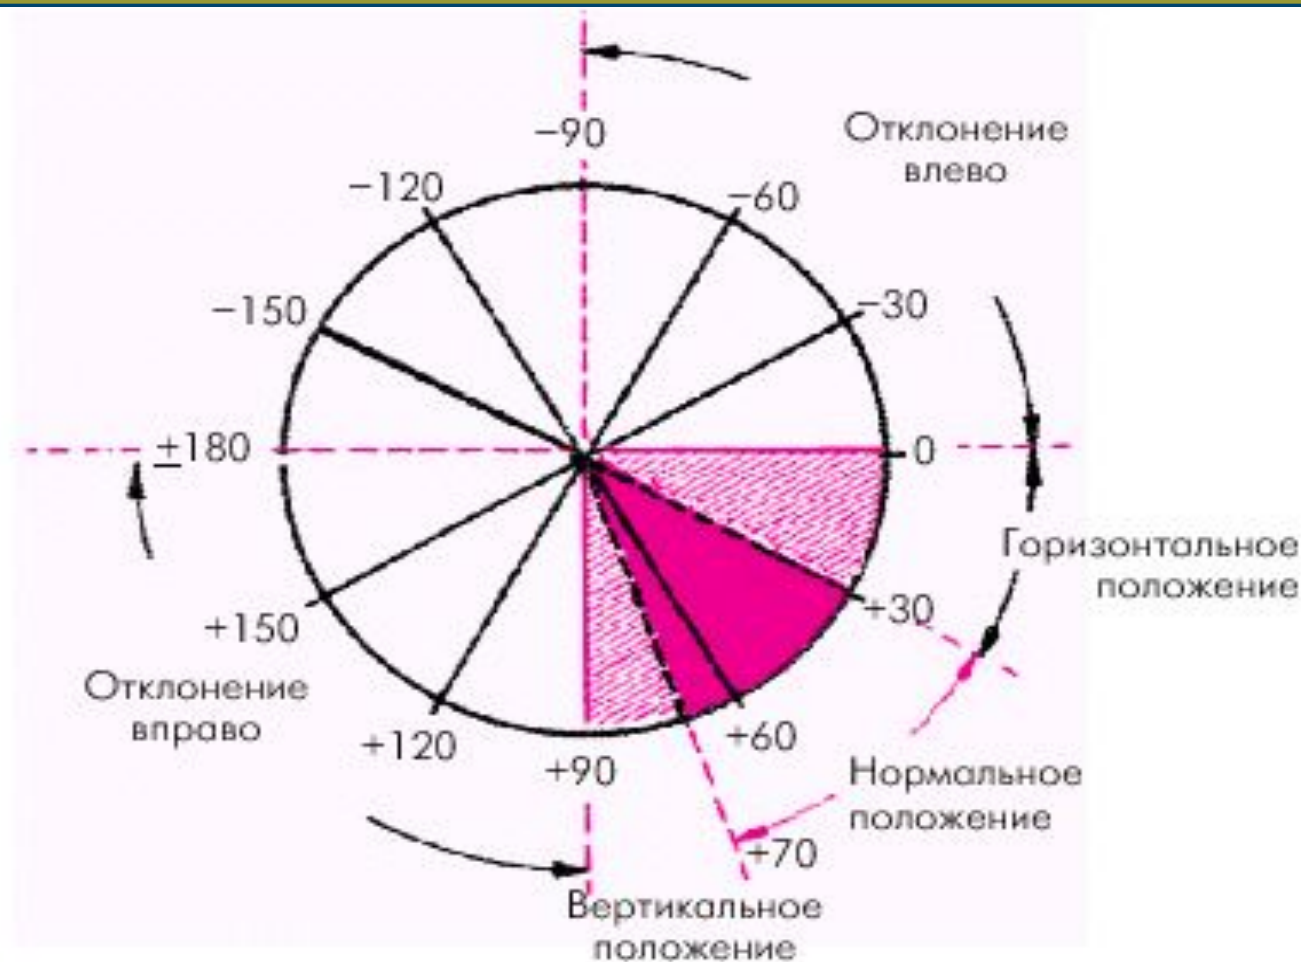 −90
Отклонение
влево
−120
−60
−150
−30
±180
0
Горизонтальное
положение
+30
+150
Отклонение
вправо
+120
+60
+90
Нормальное
положение
+70
Вертикальное
положение